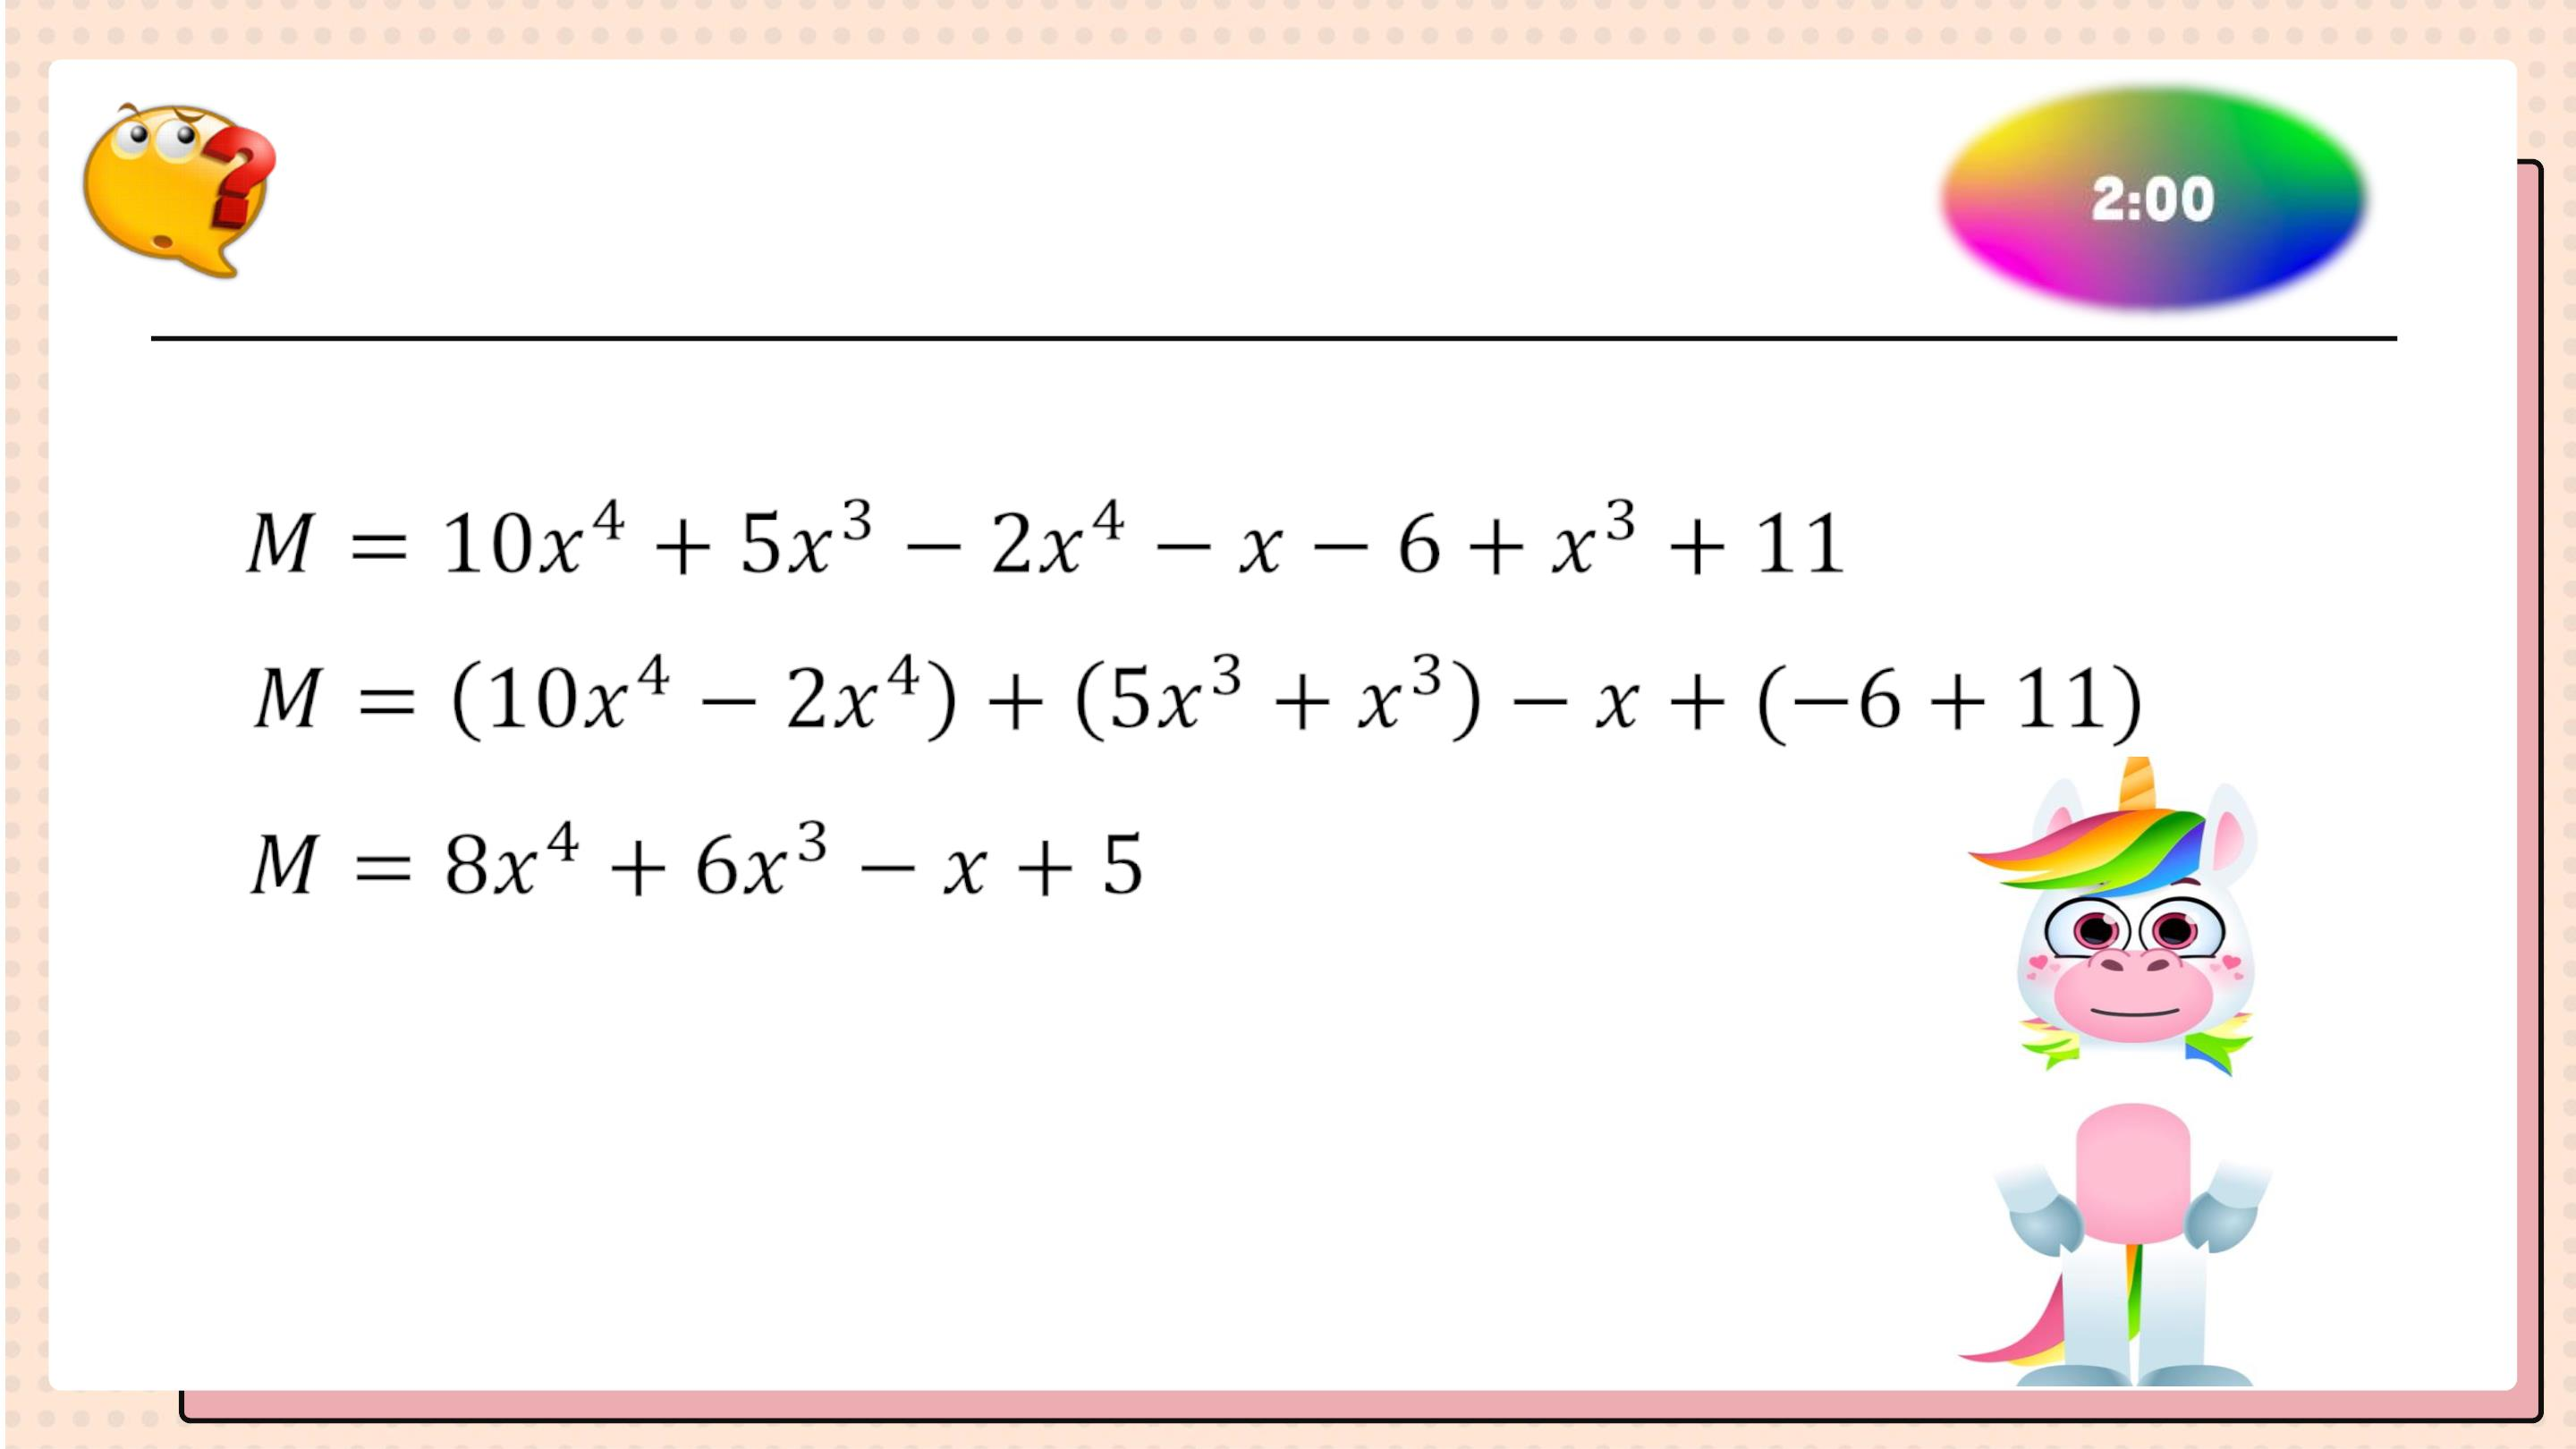 2:00
M = 10x⁴ + 5x³ − 2x⁴ − x − 6 + x³ + 11
M = (10x⁴ − 2x⁴) + (5x³ + x³) − x + (−6 + 11)
M = 8x⁴ + 6x³ − x + 5